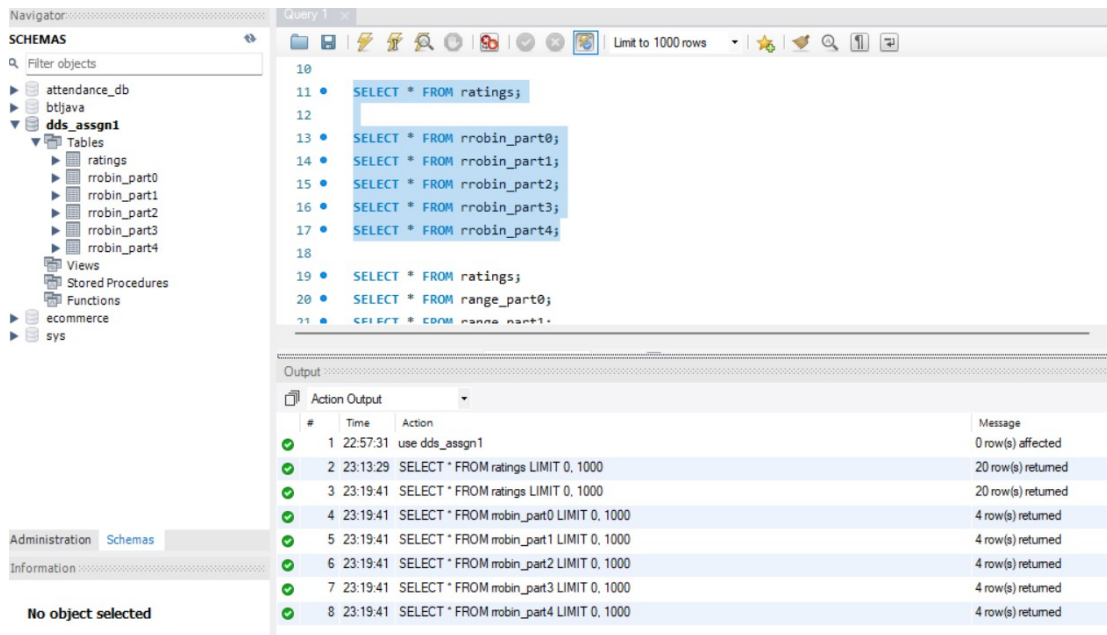 Navigator
SCHEMAS
Filter objects
attendance_db
btljava
dds_assgn1
Tables
ratings
rrobin_part0
rrobin_part1
rrobin_part2
rrobin_part3
rrobin_part4
Views
Stored Procedures
Functions
ecommerce
sys
Administration Schemas
Information
No object selected
Query 1
Limit to 1000 rows
10
11 SELECT * FROM ratings;
12
13 SELECT * FROM rrobin_part0;
14 SELECT * FROM rrobin_part1;
15 SELECT * FROM rrobin_part2;
16 SELECT * FROM rrobin_part3;
17 SELECT * FROM rrobin_part4;
18
19 SELECT * FROM ratings;
20 SELECT * FROM range_part0;
21 SELECT * FROM range_part1;
Output
Action Output
# Time Action Message
1 22:57:31 use dds_assgn1 0 row(s) affected
2 23:13:29 SELECT * FROM ratings LIMIT 0, 1000 20 row(s) returned
3 23:19:41 SELECT * FROM ratings LIMIT 0, 1000 20 row(s) returned
4 23:19:41 SELECT * FROM rrobin_part0 LIMIT 0, 1000 4 row(s) returned
5 23:19:41 SELECT * FROM rrobin_part1 LIMIT 0, 1000 4 row(s) returned
6 23:19:41 SELECT * FROM rrobin_part2 LIMIT 0, 1000 4 row(s) returned
7 23:19:41 SELECT * FROM rrobin_part3 LIMIT 0, 1000 4 row(s) returned
8 23:19:41 SELECT * FROM rrobin_part4 LIMIT 0, 1000 4 row(s) returned